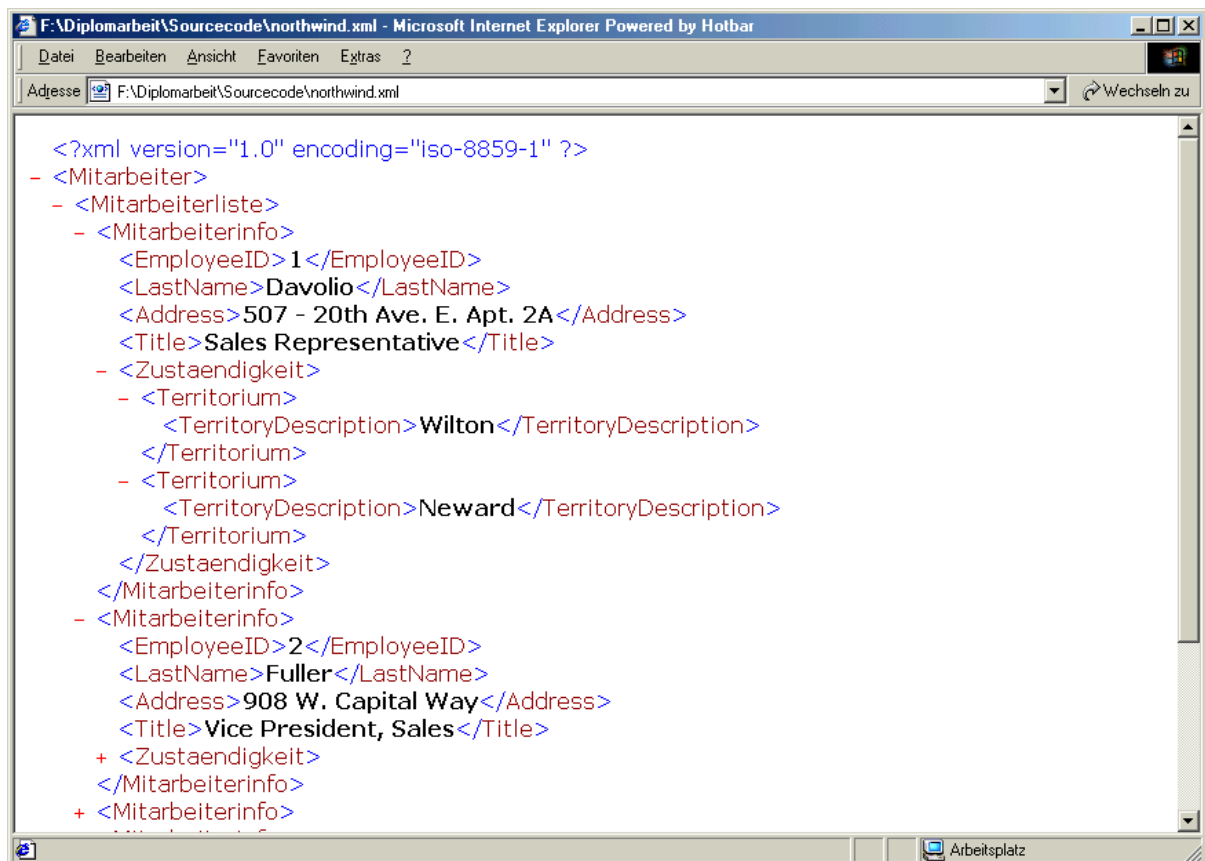 F:\Diplomarbeit\Sourcecode\northwind.xml - Microsoft Internet Explorer Powered by Hotbar
Datei Bearbeiten Ansicht Favoriten Extras ?
Adresse F:\Diplomarbeit\Sourcecode\northwind.xml Wechseln zu
<?xml version="1.0" encoding="iso-8859-1" ?>
- <Mitarbeiter>
- <Mitarbeiterliste>
- <Mitarbeiterinfo>
<EmployeeID>1</EmployeeID>
<LastName>Davolio</LastName>
<Address>507 - 20th Ave. E. Apt. 2A</Address>
<Title>Sales Representative</Title>
- <Zustaendigkeit>
- <Territorium>
<TerritoryDescription>Wilton</TerritoryDescription>
</Territorium>
- <Territorium>
<TerritoryDescription>Neward</TerritoryDescription>
</Territorium>
</Zustaendigkeit>
</Mitarbeiterinfo>
- <Mitarbeiterinfo>
<EmployeeID>2</EmployeeID>
<LastName>Fuller</LastName>
<Address>908 W. Capital Way</Address>
<Title>Vice President, Sales</Title>
+ <Zustaendigkeit>
</Mitarbeiterinfo>
+ <Mitarbeiterinfo>
Arbeitsplatz